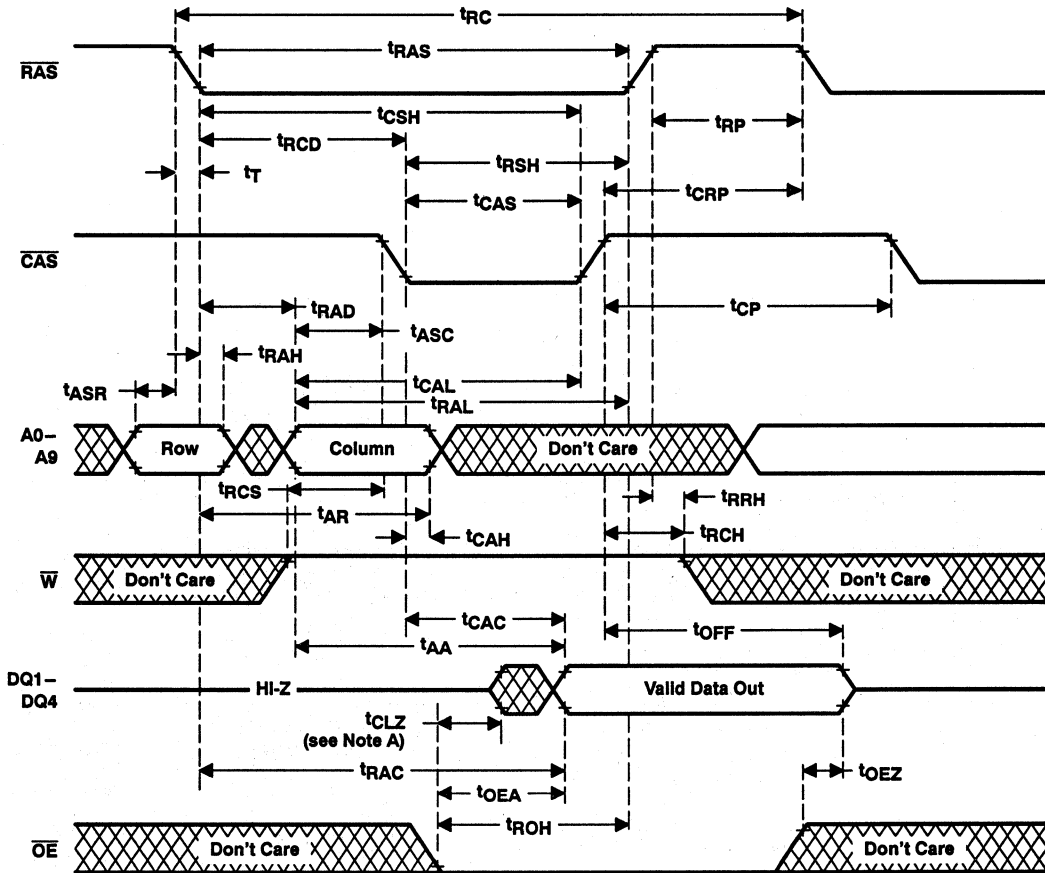 tRC
tRAS
RAS
tCSH
tRP
tRCD
tRSH
tT
tCRP
tCAS
CAS
tRAD
tCP
tASC
tRAH
tASR
tCAL
tRAL
A0–
A9
Row
Column
Don't Care
tRCS
tRRH
tAR
tRCH
tCAH
W
Don't Care
Don't Care
tCAC
tOFF
tAA
DQ1–
DQ4
HI-Z
Valid Data Out
tCLZ
(see Note A)
tRAC
tOEZ
tOEA
tROH
OE
Don't Care
Don't Care